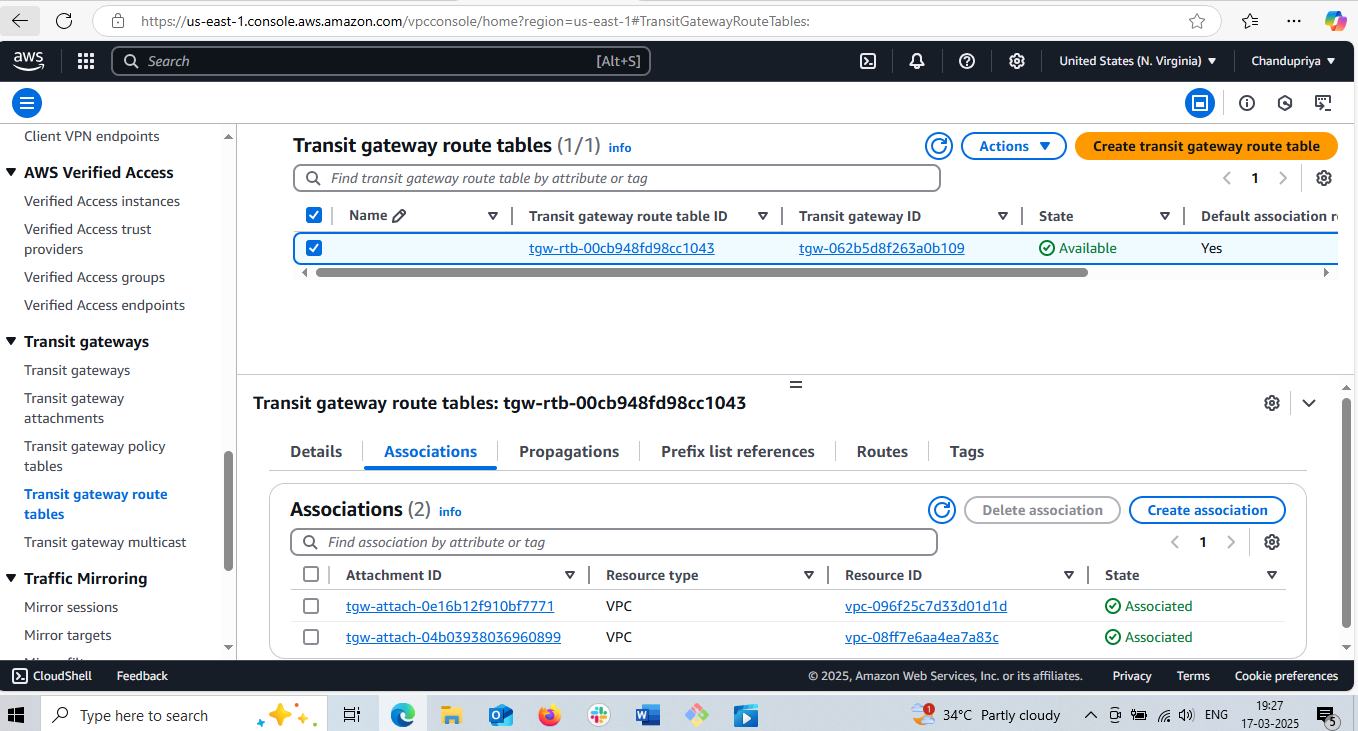 https://us-east-1.console.aws.amazon.com/vpcconsole/home?region=us-east-1#TransitGatewayRouteTables:
aws
Search
[Alt+S]
United States (N. Virginia)
Chandupriya
Client VPN endpoints
AWS Verified Access
Verified Access instances
Verified Access trust
providers
Verified Access groups
Verified Access endpoints
Transit gateways
Transit gateways
Transit gateway
attachments
Transit gateway policy
tables
Transit gateway route
tables
Transit gateway multicast
Traffic Mirroring
Mirror sessions
Mirror targets
Transit gateway route tables (1/1) info
Actions
Create transit gateway route table
Find transit gateway route table by attribute or tag
1
Name
Transit gateway route table ID
Transit gateway ID
State
Default association r
tgw-rtb-00cb948fd98cc1043
tgw-062b5d8f263a0b109
Available
Yes
Transit gateway route tables: tgw-rtb-00cb948fd98cc1043
Details
Associations
Propagations
Prefix list references
Routes
Tags
Associations (2) info
Delete association
Create association
Find association by attribute or tag
1
Attachment ID
Resource type
Resource ID
State
tgw-attach-0e16b12f910bf7771
VPC
vpc-096f25c7d33d01d1d
Associated
tgw-attach-04b03938036960899
VPC
vpc-08ff7e6aa4ea7a83c
Associated
CloudShell
Feedback
© 2025, Amazon Web Services, Inc. or its affiliates.
Privacy
Terms
Cookie preferences
Type here to search
1
34°C Partly cloudy
ENG
19:27
17-03-2025
5